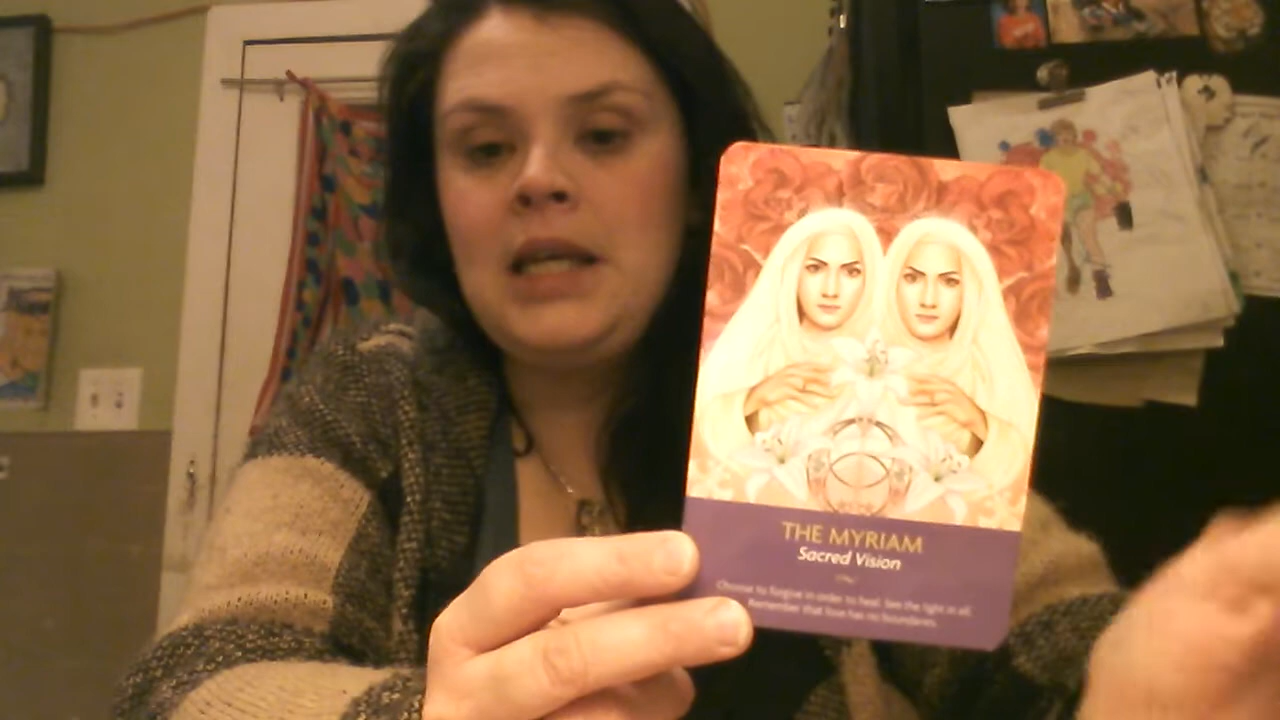 THE MYRIAM
Sacred Vision
Choose to forgive in order to heal. See the light in all.
Remember that love has no boundaries.